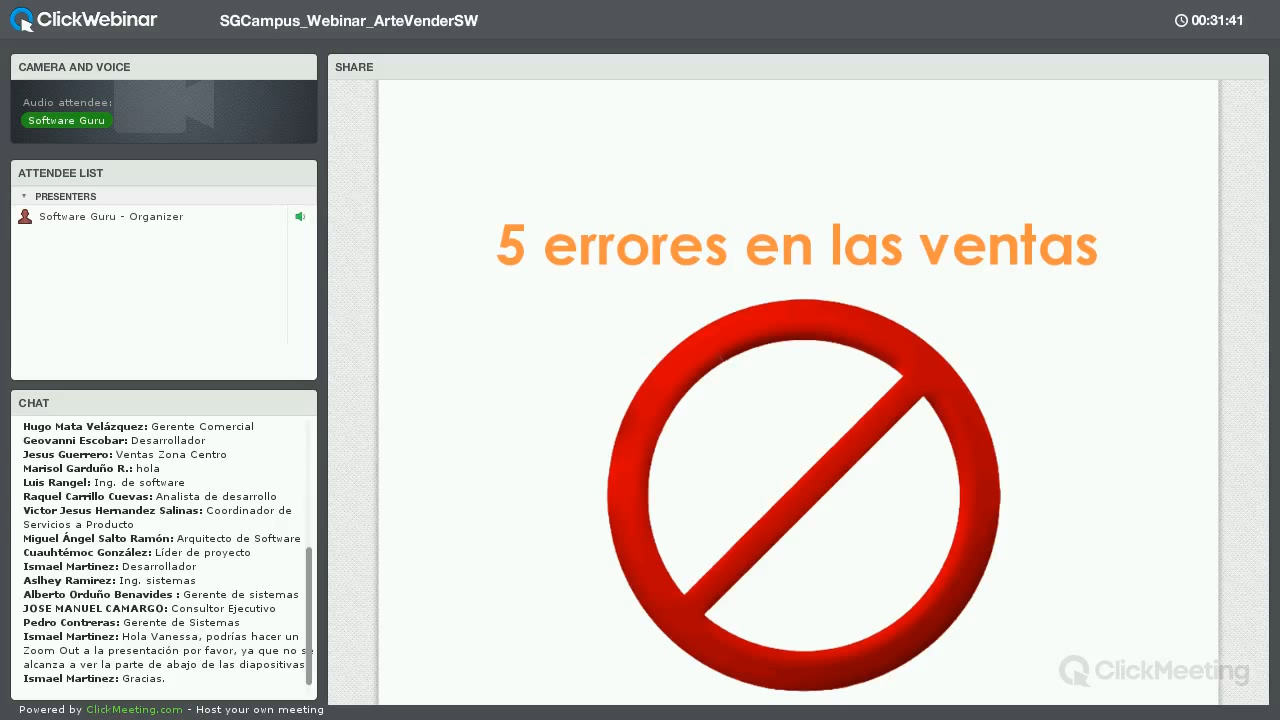 ClickWebinar
SGCampus_Webinar_ArteVenderSW
00:31:41
CAMERA AND VOICE
Audio attendees:
Software Guru
ATTENDEE LIST
PRESENTERS
Software Guru - Organizer
CHAT
Hugo Mata Velázquez: Gerente Comercial
Geovani Escobar: Desarrollador
Jesus Guerrero: Ventas Zona Centro
Marisol Garduño R.: hola
Luis Rangel: Ing. de software
Raquel Carrillo Cuevas: Analista de desarrollo
Victor Jesus Hernandez Salinas: Coordinador de
Servicios a Producto
Miguel Ángel Salto Ramón: Arquitecto de Software
Cuauhtemoc González: Líder de proyecto
Ismael Martinez: Desarrollador
Aslhey Ramirez: Ing. sistemas
Alberto Orduño Benavides : Gerente de sistemas
JOSE MANUEL CAMARGO: Consultor Ejecutivo
Pedro Contreras: Gerente de Sistemas
Ismael Martinez: Hola Vanessa, podrías hacer un
Zoom Out la presentación por favor, ya que no se
alcanza ver la parte de abajo de las diapositivas
Ismael Martinez: Gracias.
Powered by ClickMeeting.com - Host your own meeting
SHARE
5 errores en las ventas
ClickMeeting